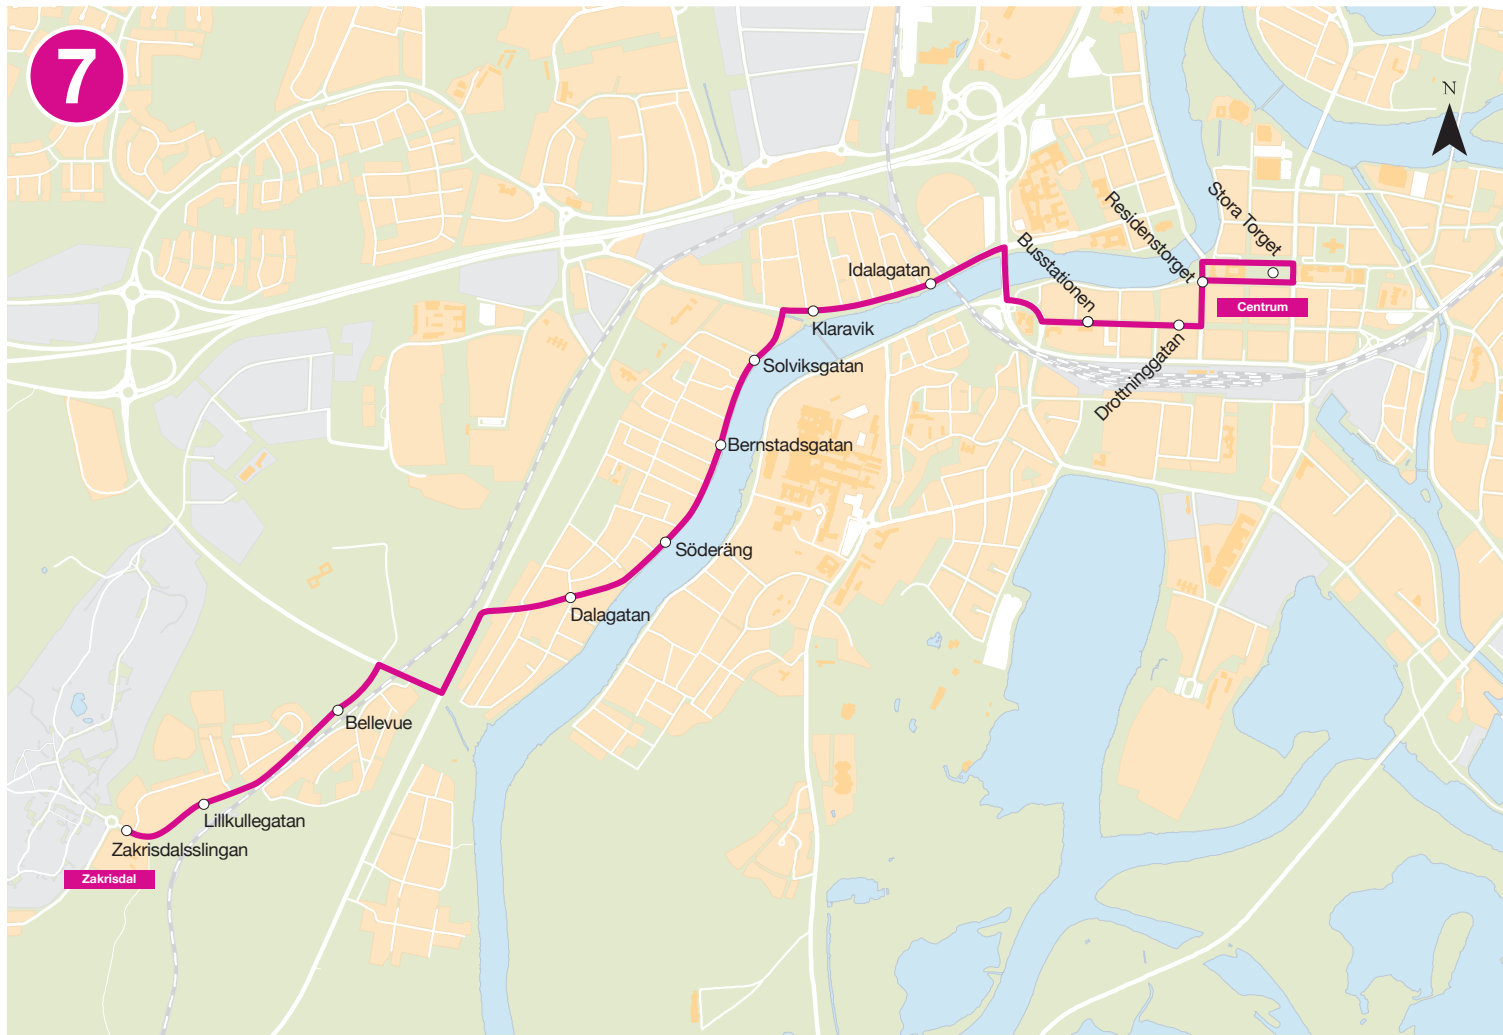 7
N
Stora Torget
Residenstorget
Busstationen
Idalagatan
Centrum
Klaravik
Drottninggatan
Solviksgatan
Bernstadsgatan
Söderäng
Dalagatan
Bellevue
Lillkullegatan
Zakrisdalsslingan
Zakrisdal